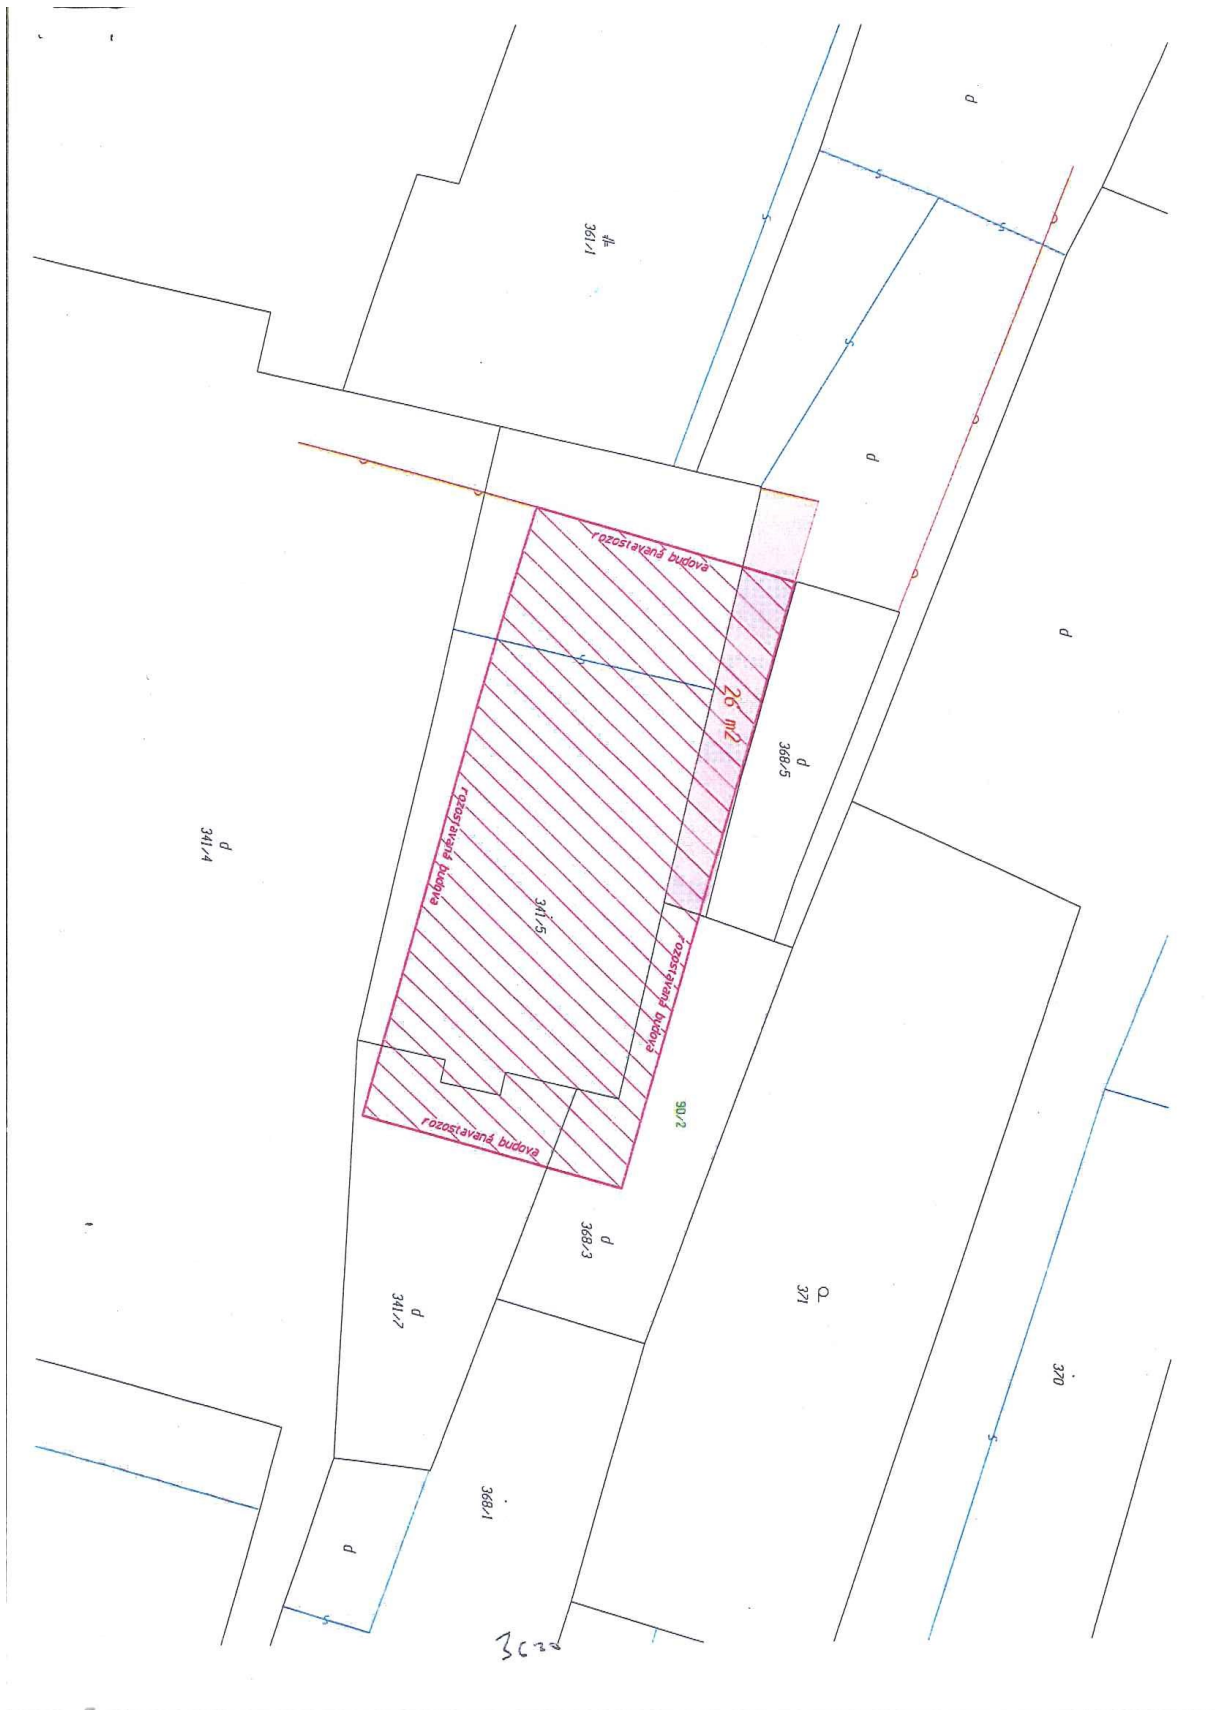 d
361/1
d
d
rozostavaná budova
26 m2
d
368/5
d
341/4
rozostavaná budova
341/5
rozostavaná budova
90/2
rozostavaná budova
d
368/3
371
d
341/7
370
368/1
d